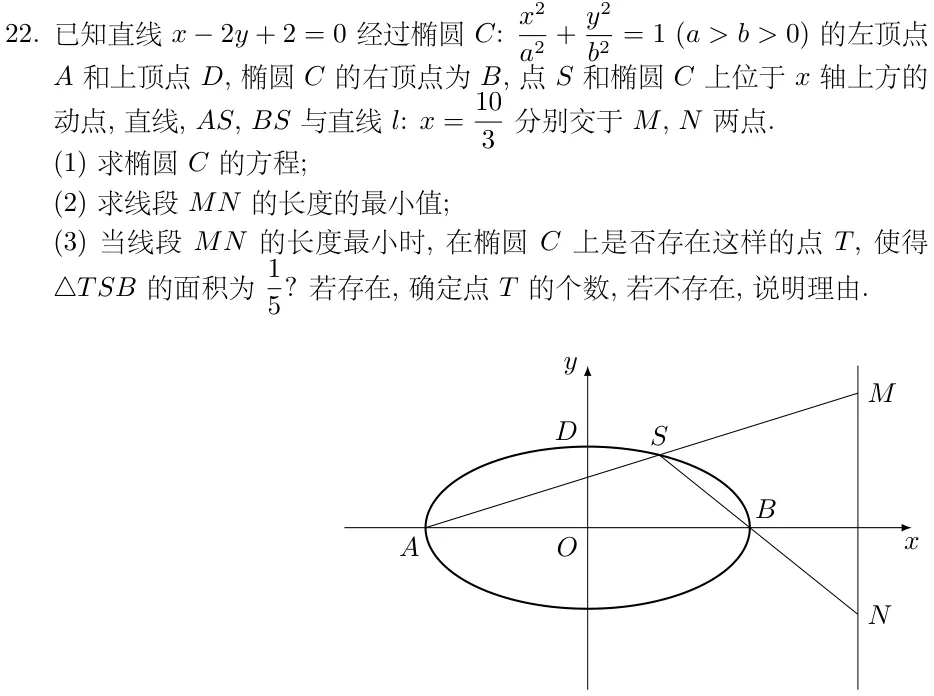 22. 已知直线 x − 2y + 2 = 0 经过椭圆 C: x²/a² + y²/b² = 1 (a > b > 0) 的左顶点
A 和上顶点 D, 椭圆 C 的右顶点为 B, 点 S 和椭圆 C 上位于 x 轴上方的
动点, 直线, AS, BS 与直线 l: x = 10/3 分别交于 M, N 两点.
(1) 求椭圆 C 的方程;
(2) 求线段 MN 的长度的最小值;
(3) 当线段 MN 的长度最小时, 在椭圆 C 上是否存在这样的点 T, 使得
△TSB 的面积为 1/5? 若存在, 确定点 T 的个数, 若不存在, 说明理由.
y
M
D
S
B
A
O
x
N